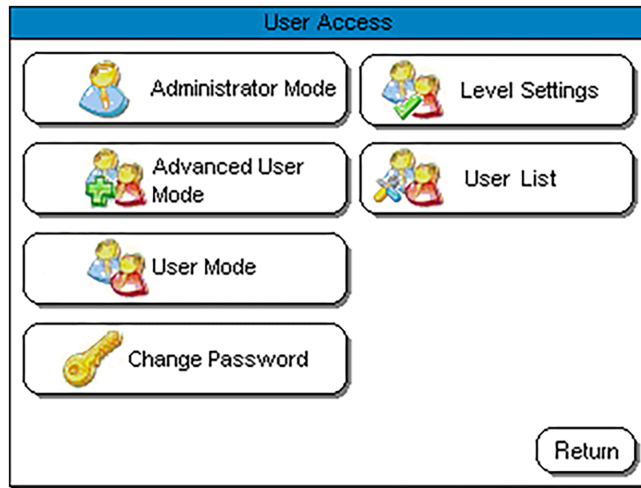 User Access
Administrator Mode
Level Settings
Advanced User
Mode
User List
User Mode
Change Password
Return